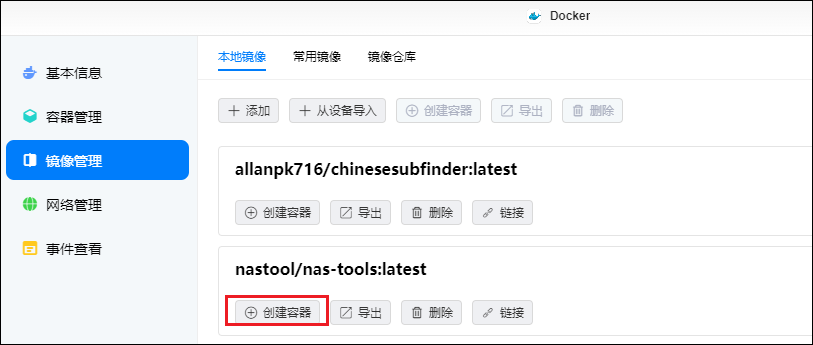 Docker
基本信息
容器管理
镜像管理
网络管理
事件查看
本地镜像 常用镜像 镜像仓库
添加 从设备导入 创建容器 导出 删除
allanpk716/chinesesubfinder:latest
创建容器 导出 删除 链接
nastool/nas-tools:latest
创建容器 导出 删除 链接